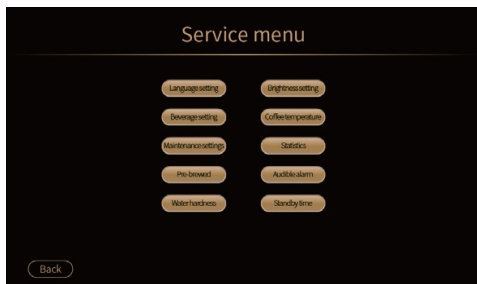 Service menu
Language setting
Brightness setting
Beverage setting
Coffee temperature
Maintenance settings
Statistics
Pre-brewed
Audible alarm
Water hardness
Standby time
Back